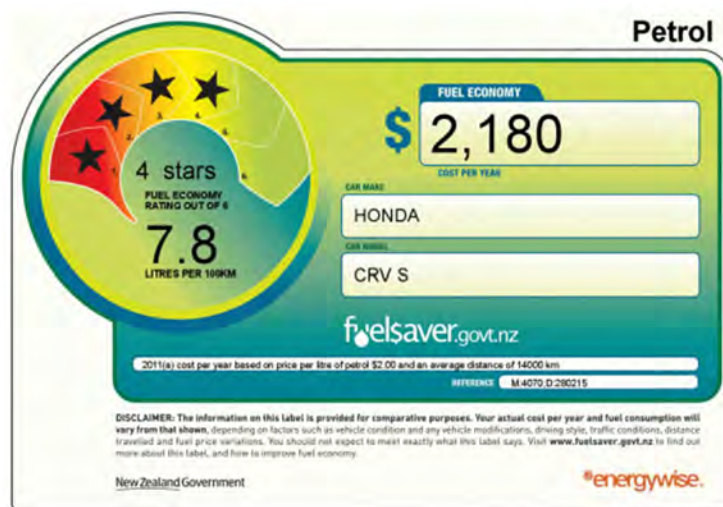 Petrol
FUEL ECONOMY
$ 2,180
COST PER YEAR
1. 2. 3. 4. 5. 6.
4 stars
FUEL ECONOMY
RATING OUT OF 6
7.8
LITRES PER 100KM
CAR MAKE
HONDA
CAR MODEL
CRV S
fuelsaver.govt.nz
2011(a) cost per year based on price per litre of petrol $2.00 and an average distance of 14000 km
REFERENCE M:4070;D:280215
DISCLAIMER: The information on this label is provided for comparative purposes. Your actual cost per year and fuel consumption will
vary from that shown, depending on factors such as vehicle condition and any vehicle modifications, driving style, traffic conditions, distance
travelled and fuel price variations. You should not expect to meet exactly what this label says. Visit www.fuelsaver.govt.nz to find out
more about this label, and how to improve fuel economy.
New Zealand Government
energywise.